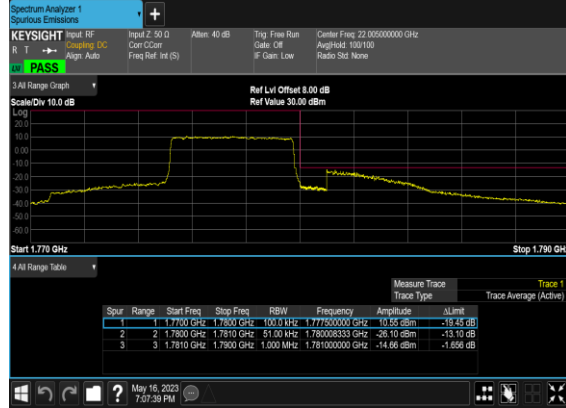 Spectrum Analyzer 1
Spurious Emissions
+
KEYSIGHT Input: RF Input Z: 50 Ω Atten: 40 dB Trig: Free Run Center Freq: 22.005000000 GHz
R T Coupling: DC Corr CCorr Gate: Off Avg|Hold: 100/100
Align: Auto Freq Ref: Int (S) IF Gain: Low Radio Std: None
PASS
3 All Range Graph
Ref Lvl Offset 8.00 dB
Scale/Div 10.0 dB Ref Value 30.00 dBm
Log
20.0
10.0
0.00
-10.0
-20.0
-30.0
-40.0
-50.0
-60.0
Start 1.770 GHz Stop 1.790 GH
4 All Range Table
Measure Trace Trace 1
Trace Type Trace Average (Active)
Spur Range Start Freq Stop Freq RBW Frequency Amplitude ΔLimit
1 1 1.7700 GHz 1.7800 GHz 100.0 kHz 1.777500000 GHz 10.55 dBm -19.45 dB
2 2 1.7800 GHz 1.7810 GHz 51.00 kHz 1.780008333 GHz -26.10 dBm -13.10 dB
3 3 1.7810 GHz 1.7900 GHz 1.000 MHz 1.781000000 GHz -14.66 dBm -1.656 dB
?
May 16, 2023
7:07:39 PM